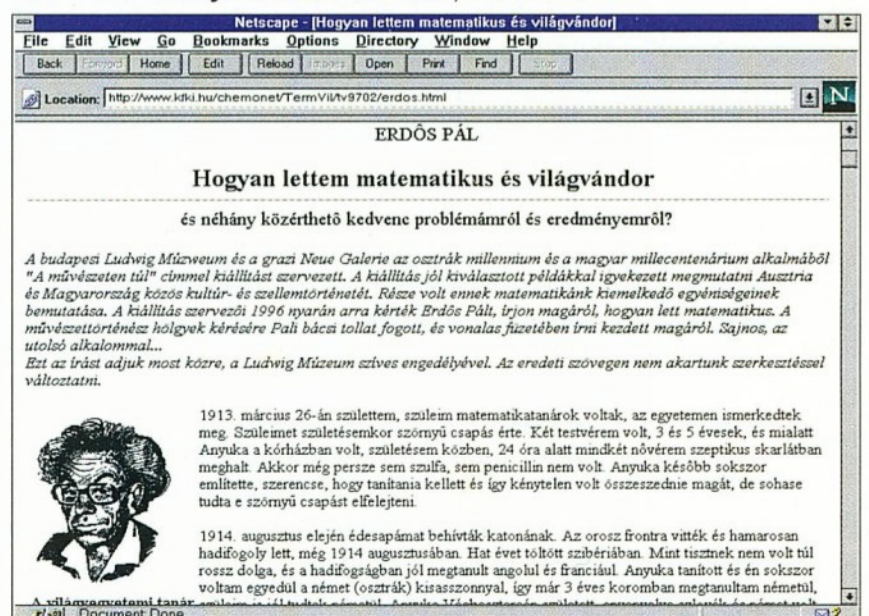 Netscape - [Hogyan lettem matematikus és világvándor]
File Edit View Go Bookmarks Options Directory Window Help
Back Forward Home Edit Reload Images Open Print Find Stop
Location: http://www.kfki.hu/chemonet/TermVil/tv9702/erdos.html
N
ERDÔS PÁL
Hogyan lettem matematikus és világvándor
és néhány közérthetô kedvenc problémámról és eredményemrôl?
A budapesti Ludwig Múzweum és a grazi Neue Galerie az osztrák millennium és a magyar millecentenárium alkalmából
"A művészeten túl" címmel kiállítást szervezett. A kiállítás jól kiválasztott példákkal igyekezett megmutatni Ausztria
és Magyarország közös kultúr- és szellemtörténetét. Része volt ennek matematikánk kiemelkedő egyéniségeinek
bemutatása. A kiállítás szervezői 1996 nyarán arra kérték Erdős Pált, írjon magáról, hogyan lett matematikus. A
művészettörténész hölgyek kérésére Pali bácsi tollat fogott, és vonalas füzetében írni kezdett magáról. Sajnos, az
utolsó alkalommal...
Ezt az írást adjuk most közre, a Ludwig Múzeum szíves engedélyével. Az eredeti szövegen nem akartunk szerkesztéssel
változtatni.
1913. március 26-án születtem, szüleim matematikatanárok voltak, az egyetemen ismerkedtek
meg. Szüleimet születésemkor szörnyű csapás érte. Két testvérem volt, 3 és 5 évesek, és mialatt
Anyuka a kórházban volt, születésem közben, 24 óra alatt mindkét nővérem szeptikus skarlátban
meghalt. Akkor még persze sem szulfa, sem penicillin nem volt. Anyuka később sokszor
említette, szerencse, hogy tanítania kellett és így kénytelen volt összeszednie magát, de sohase
tudta e szörnyű csapást elfelejteni.
1914. augusztus elején édesapámat behívták katonának. Az orosz frontra vitték és hamarosan
hadifogoly lett, még 1914 augusztusában. Hat évet töltött szibériában. Mint tisztnek nem volt túl
rossz dolga, és a hadifogságban jól megtanult angolul és franciául. Anyuka tanított és én sokszor
voltam egyedül a német (osztrák) kisasszonnyal, így már 3 éves koromban megtanultam németül.
A világvagyetemi tanár
Document Done